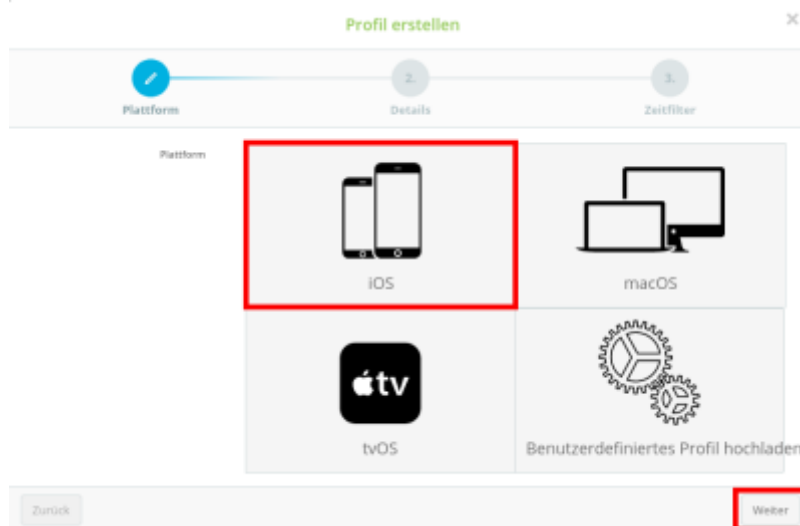 Profil erstellen
×
2.
3.
Plattform
Details
Zeitfilter
Plattform
iOS
macOS
tv
tvOS
Benutzerdefiniertes Profil hochladen
Zurück
Weiter